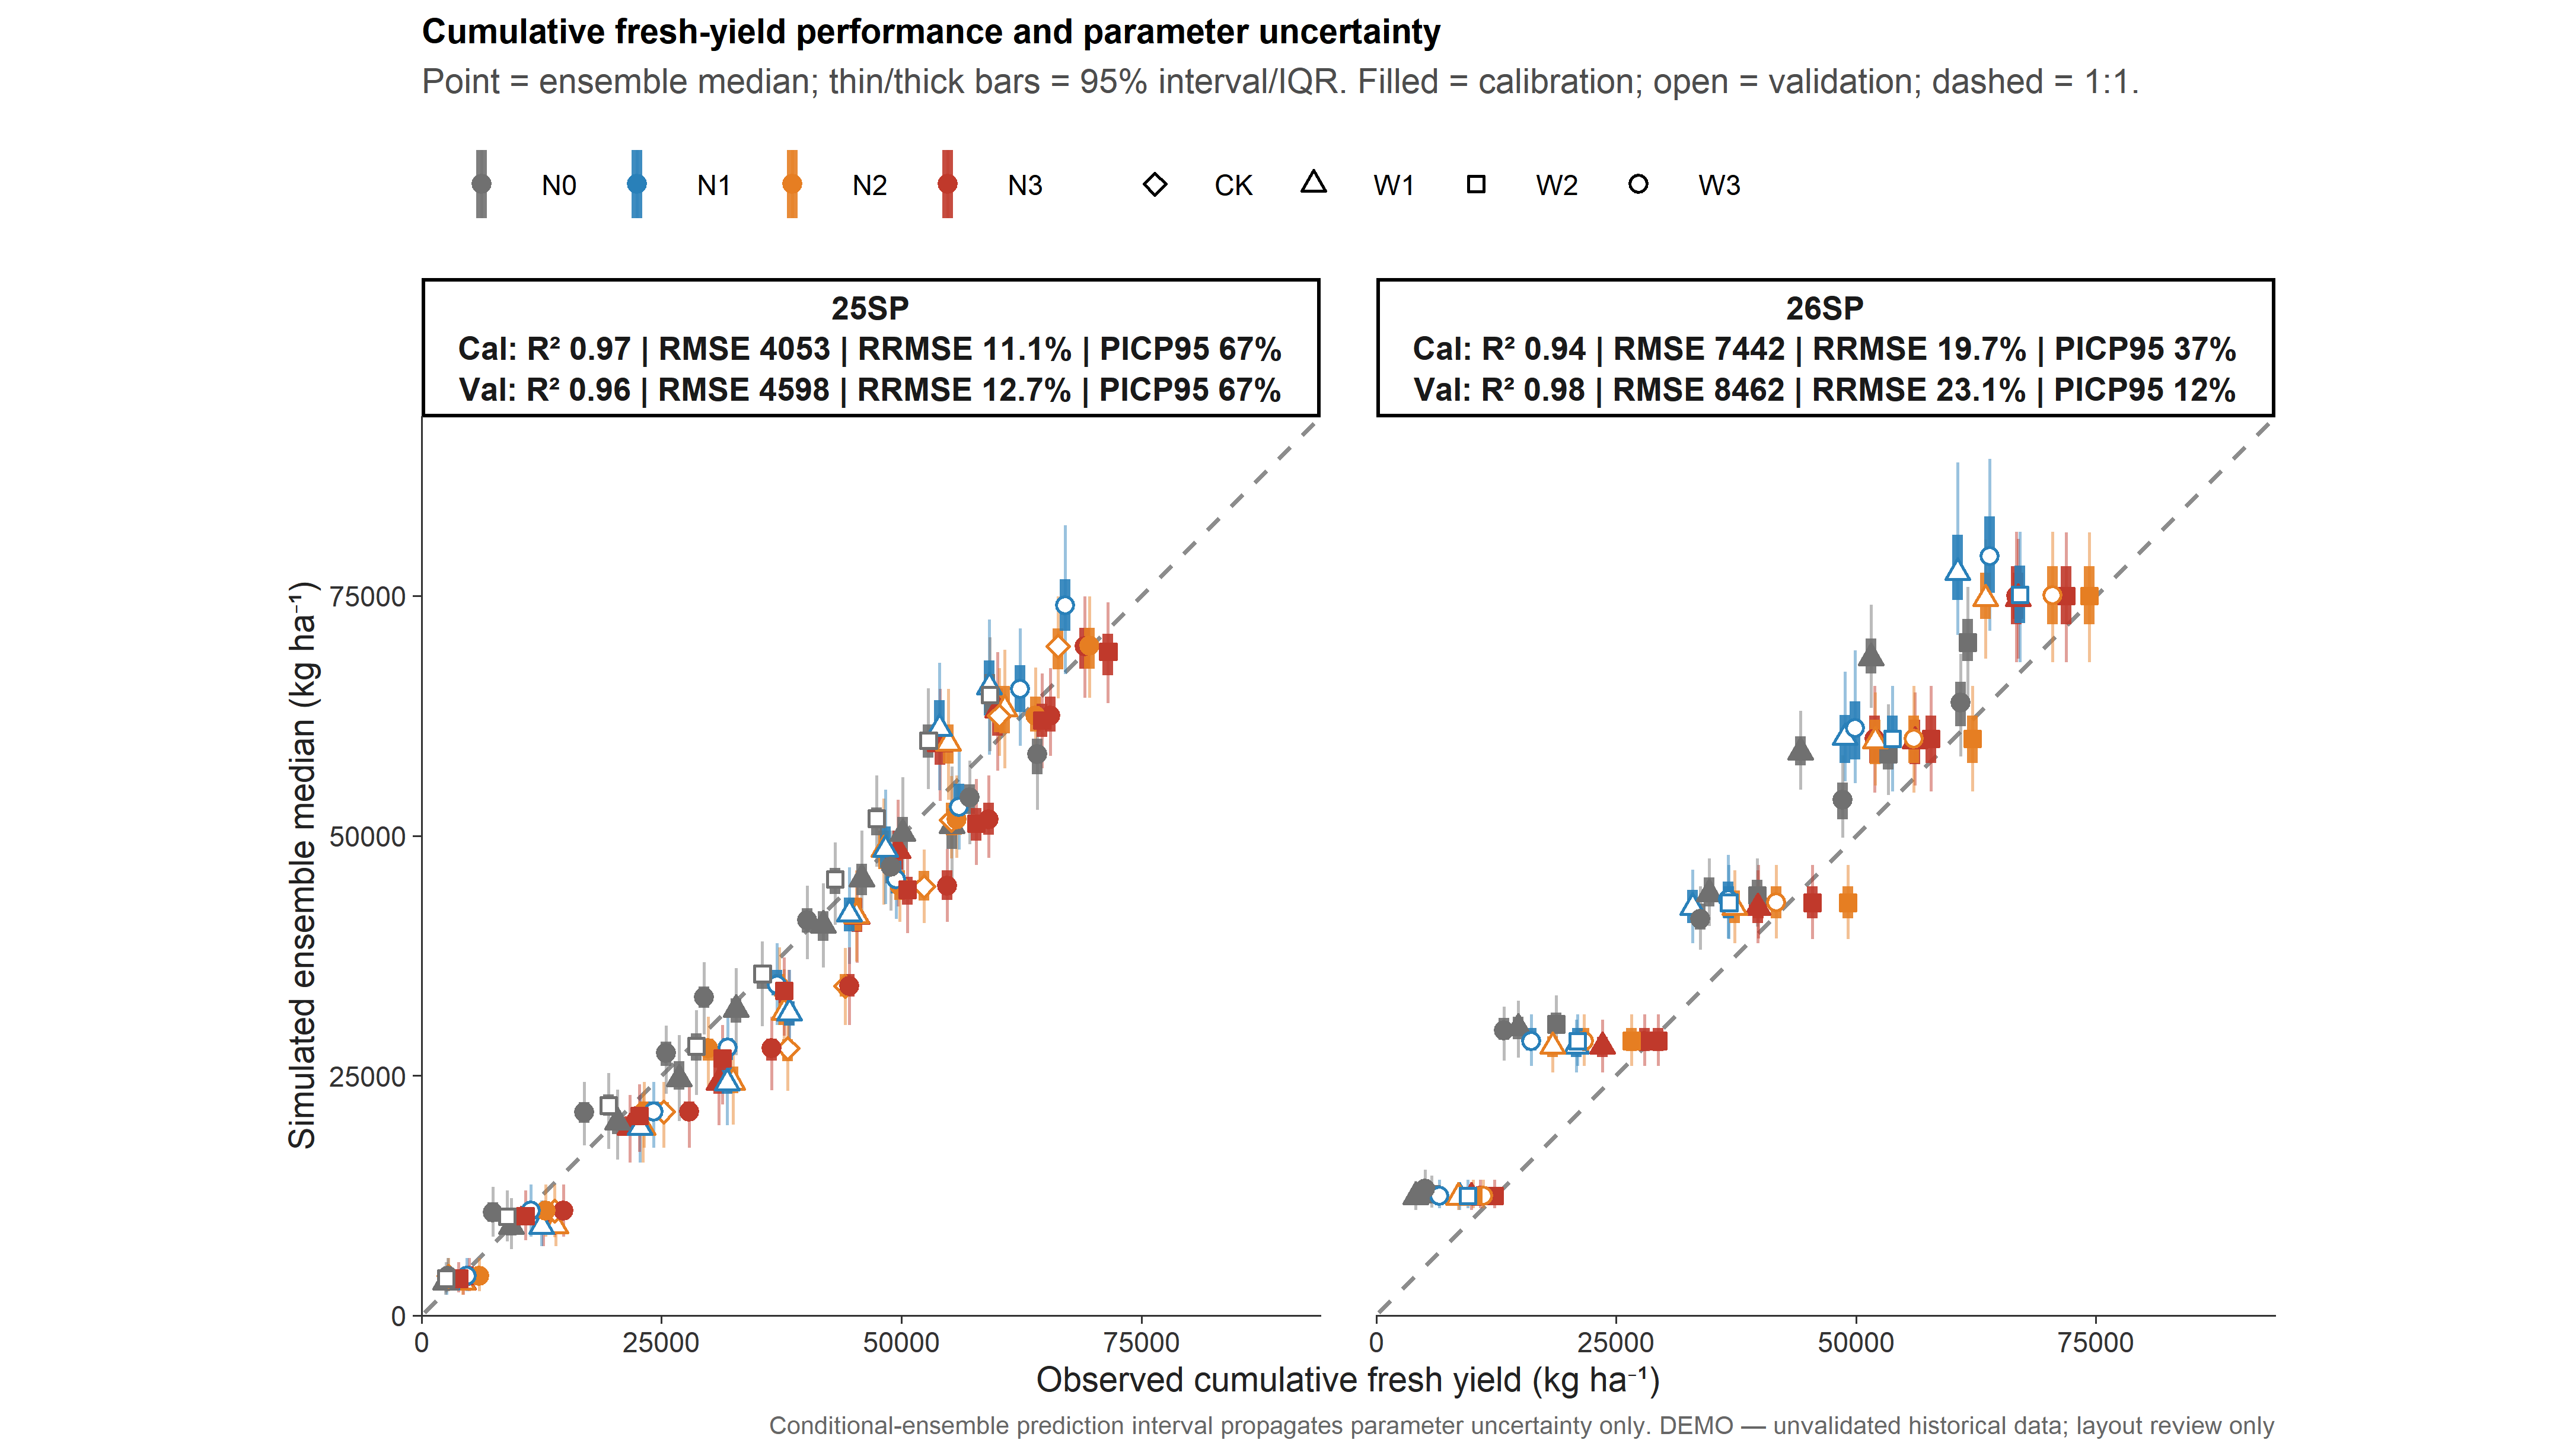 Cumulative fresh-yield performance and parameter uncertainty
Point = ensemble median; thin/thick bars = 95% interval/IQR. Filled = calibration; open = validation; dashed = 1:1.
N0 N1 N2 N3 CK W1 W2 W3
25SP
Cal: R² 0.97 | RMSE 4053 | RRMSE 11.1% | PICP95 67%
Val: R² 0.96 | RMSE 4598 | RRMSE 12.7% | PICP95 67%
26SP
Cal: R² 0.94 | RMSE 7442 | RRMSE 19.7% | PICP95 37%
Val: R² 0.98 | RMSE 8462 | RRMSE 23.1% | PICP95 12%
Simulated ensemble median (kg ha⁻¹)
75000
50000
25000
0
0 25000 50000 75000
0 25000 50000 75000
Observed cumulative fresh yield (kg ha⁻¹)
Conditional-ensemble prediction interval propagates parameter uncertainty only. DEMO — unvalidated historical data; layout review only